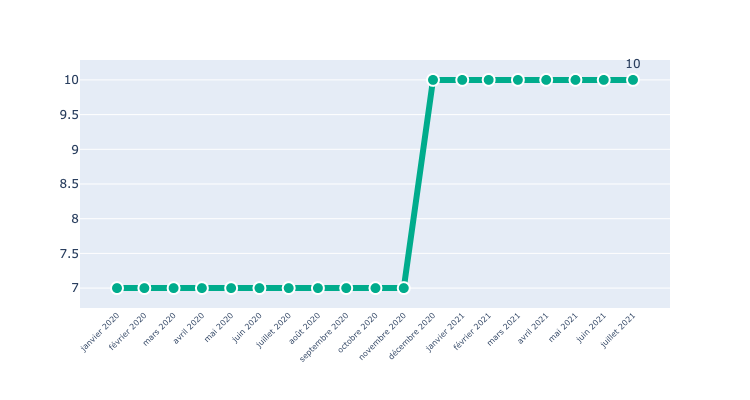 10
10
9.5
9
8.5
8
7.5
7
janvier 2020
février 2020
mars 2020
avril 2020
mai 2020
juin 2020
juillet 2020
août 2020
septembre 2020
octobre 2020
novembre 2020
décembre 2020
janvier 2021
février 2021
mars 2021
avril 2021
mai 2021
juin 2021
juillet 2021